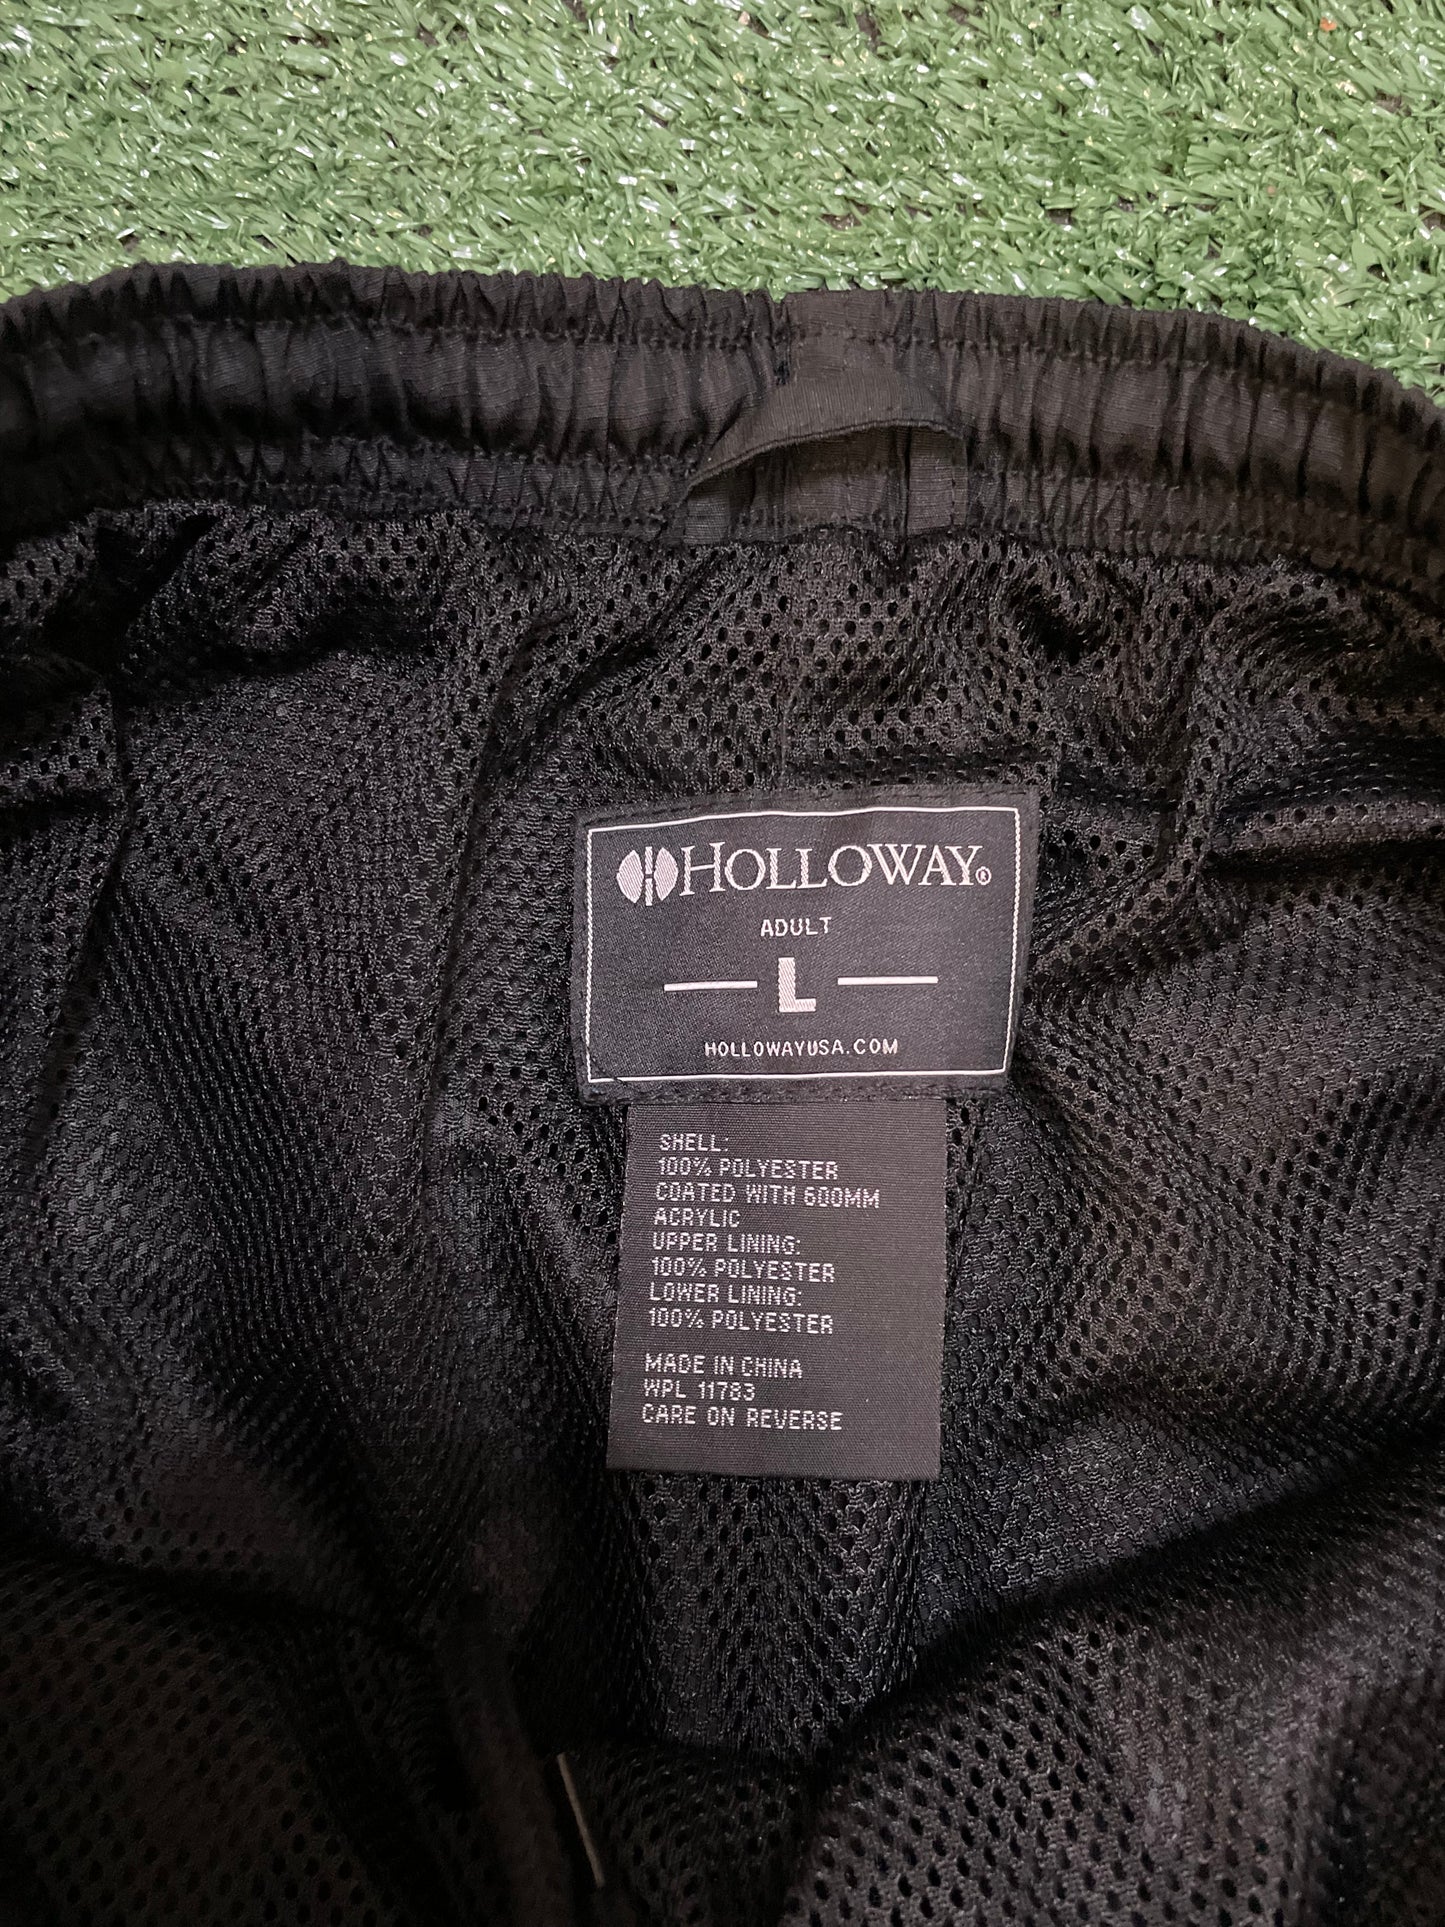 HOLLOWAY®
ADULT
L
HOLLOWAYUSA.COM
SHELL:
100% POLYESTER
COATED WITH 600MM
ACRYLIC
UPPER LINING:
100% POLYESTER
LOWER LINING:
100% POLYESTER
MADE IN CHINA
WPL 11783
CARE ON REVERSE